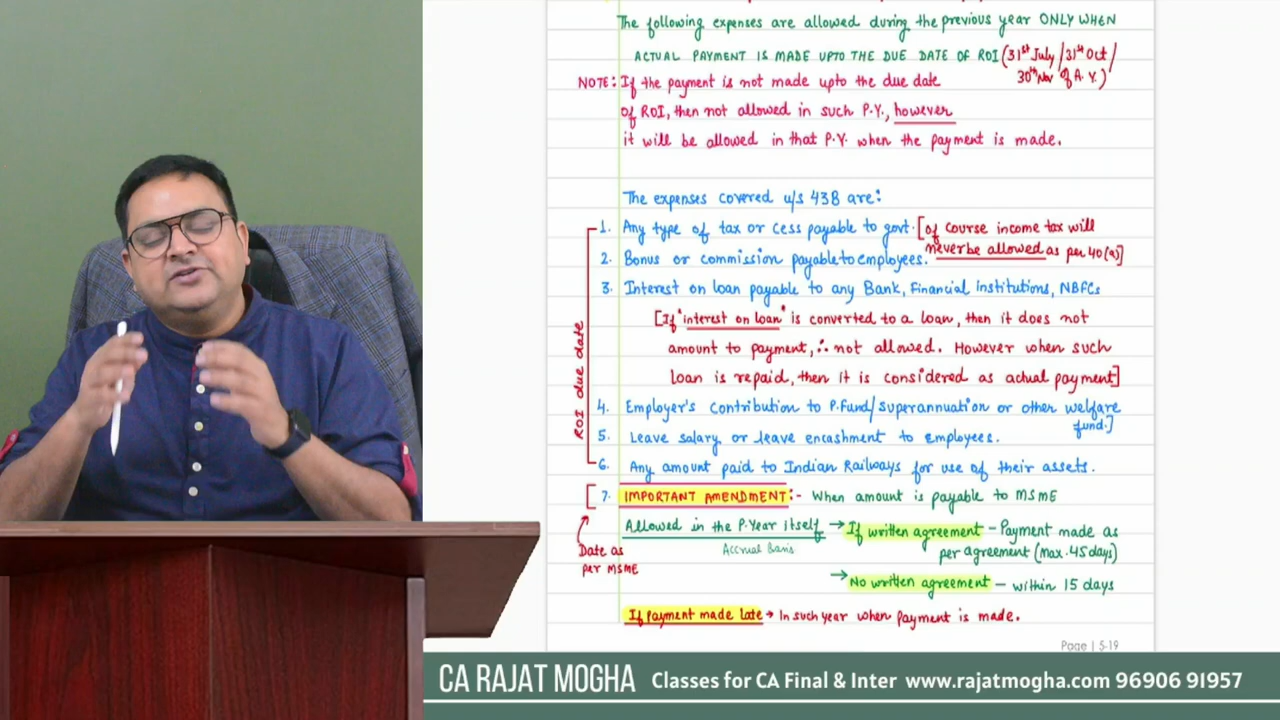 The following expenses are allowed during the previous year ONLY WHEN
ACTUAL PAYMENT IS MADE UPTO THE DUE DATE OF ROI (31st July / 31st Oct /
30th Nov of A.Y.)
NOTE: If the payment is not made upto the due date
of ROI, then not allowed in such P.Y., however
it will be allowed in that P.Y. when the payment is made.
The expenses covered u/s 43B are:
1. Any type of tax or cess payable to govt. [of course income tax will
never be allowed as per 40(a)]
2. Bonus or commission payable to employees.
3. Interest on loan payable to any Bank, Financial institutions, NBFCs
[If "interest on loan" is converted to a loan, then it does not
amount to payment, ∴ not allowed. However when such
loan is repaid, then it is considered as actual payment]
4. Employer's contribution to P.Fund/superannuation or other welfare
fund.]
5. Leave salary or leave encashment to employees.
6. Any amount paid to Indian Railways for use of their assets.
ROI due date
7. IMPORTANT AMENDMENT:- When amount is payable to MSME
Allowed in the P.Year itself → If written agreement – Payment made as
Accrual Basis
per agreement (max. 45 days)
Date as
per MSME
→ No written agreement – within 15 days
If payment made late → In such year when payment is made.
Page | 5-19
CA RAJAT MOGHA Classes for CA Final & Inter www.rajatmogha.com 96906 91957